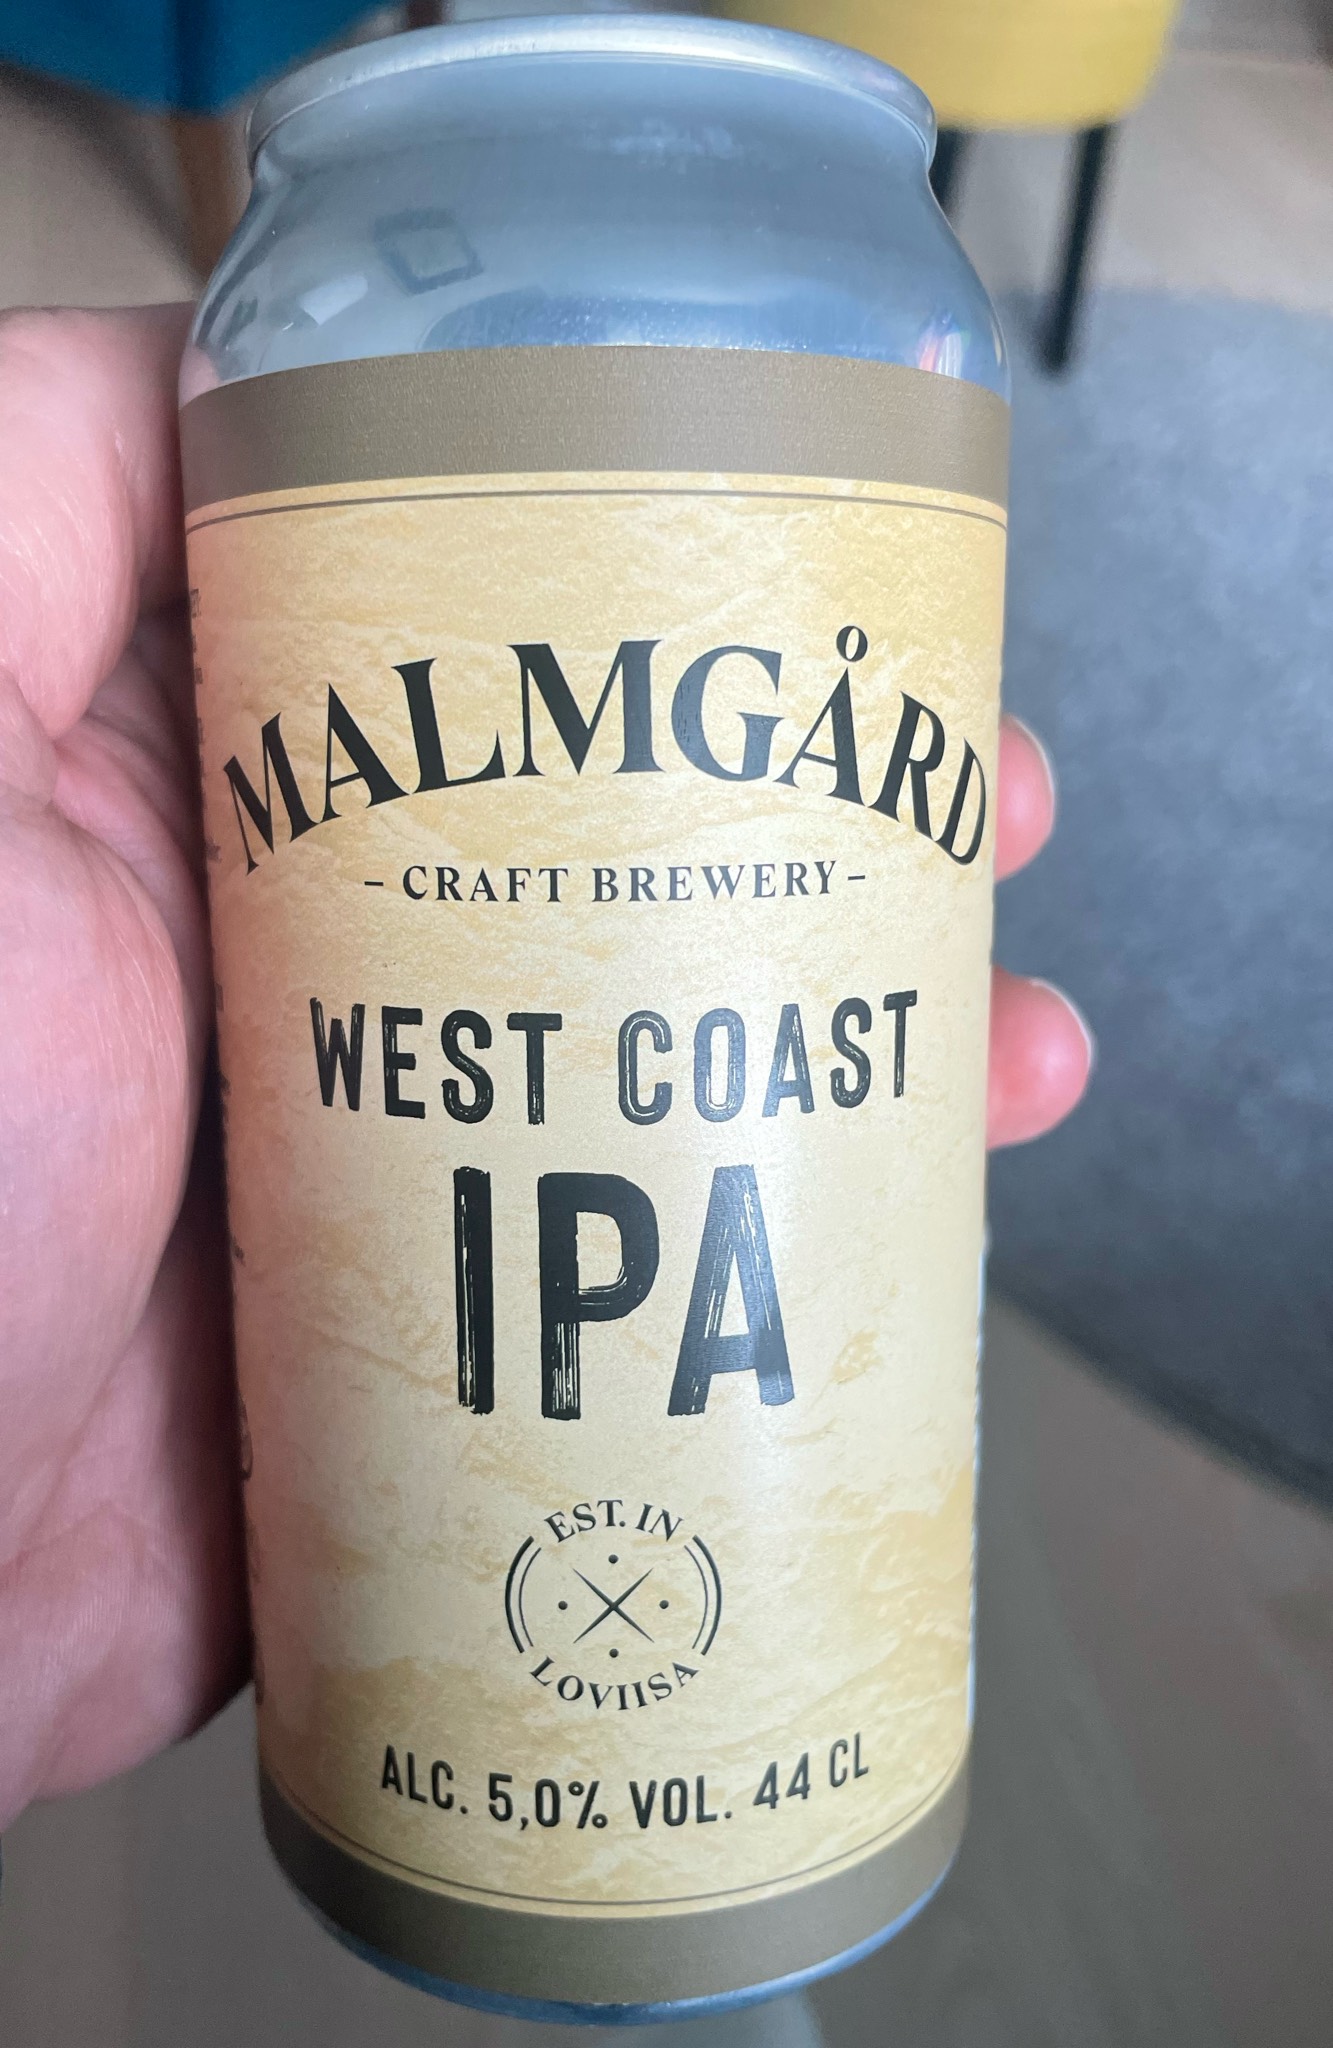 MALMGÅRD
- CRAFT BREWERY -
WEST COAST
IPA
EST. IN
LOVIISA
ALC. 5,0% VOL. 44 CL